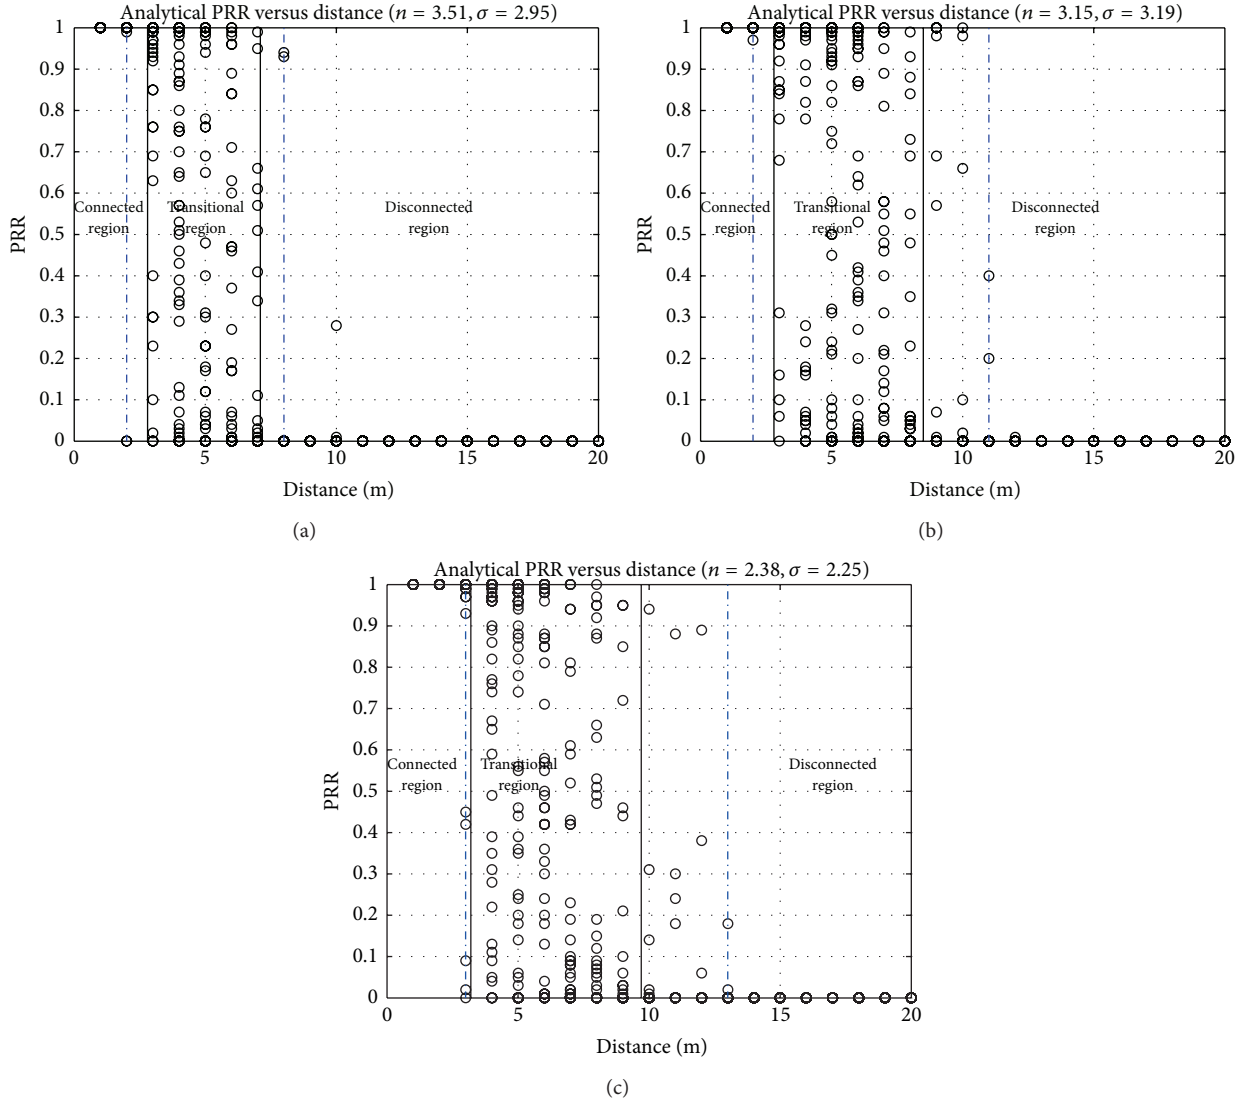 Analytical PRR versus distance (n = 3.51, σ = 2.95)
1
0.9
0.8
0.7
0.6
0.5
0.4
0.3
0.2
0.1
0
PRR
Connected
region
Transitional
region
Disconnected
region
0 5 10 15 20
Distance (m)
(a)
Analytical PRR versus distance (n = 3.15, σ = 3.19)
1
0.9
0.8
0.7
0.6
0.5
0.4
0.3
0.2
0.1
0
PRR
Connected
region
Transitional
region
Disconnected
region
0 5 10 15 20
Distance (m)
(b)
Analytical PRR versus distance (n = 2.38, σ = 2.25)
1
0.9
0.8
0.7
0.6
0.5
0.4
0.3
0.2
0.1
0
PRR
Connected
region
Transitional
region
Disconnected
region
0 5 10 15 20
Distance (m)
(c)